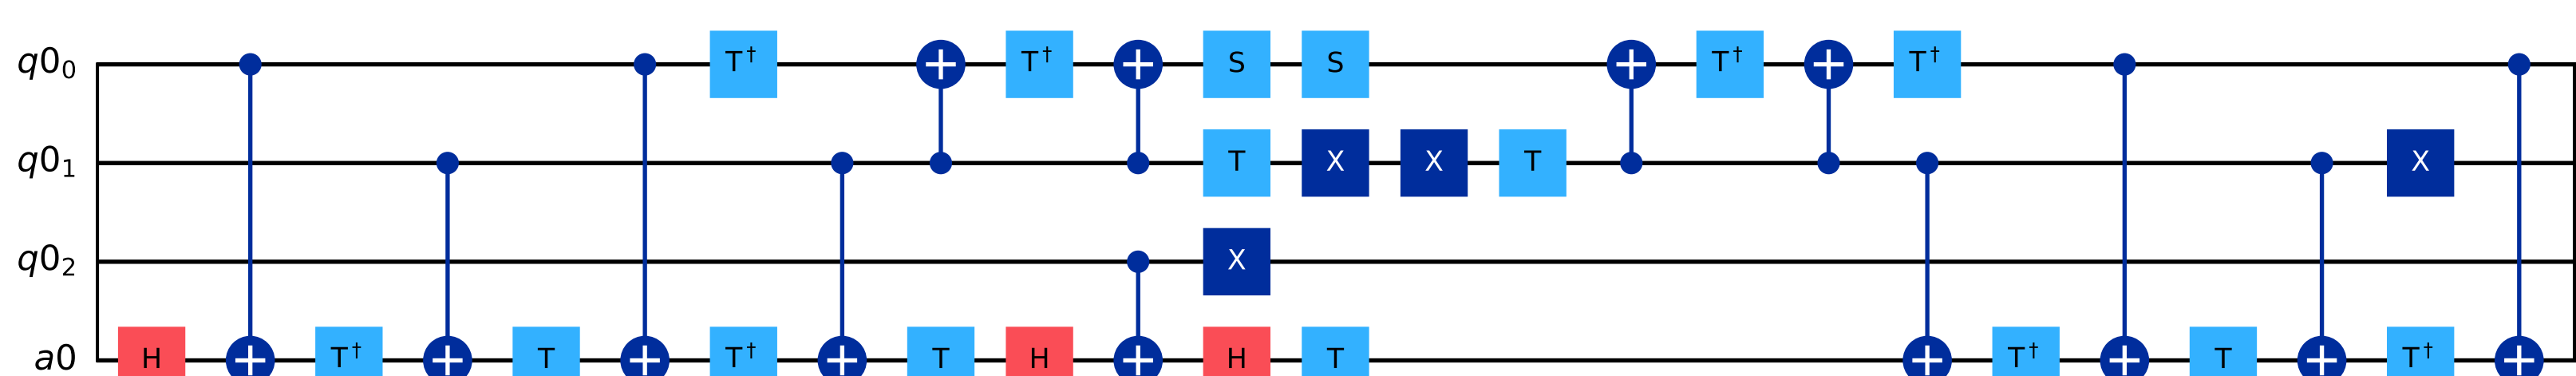 q0₀ T† T† S S T† T†
q0₁ T X X T X
q0₂ X
a0 H T† T T† T H H T T† T T†